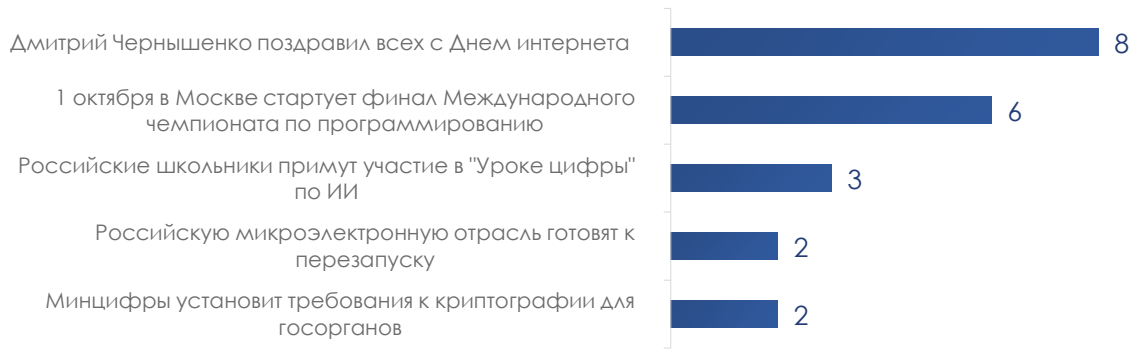 Дмитрий Чернышенко поздравил всех с Днем интернета
8
1 октября в Москве стартует финал Международного
чемпионата по программированию
6
Российские школьники примут участие в "Уроке цифры"
по ИИ
3
Российскую микроэлектронную отрасль готовят к
перезапуску
2
Минцифры установит требования к криптографии для
госорганов
2